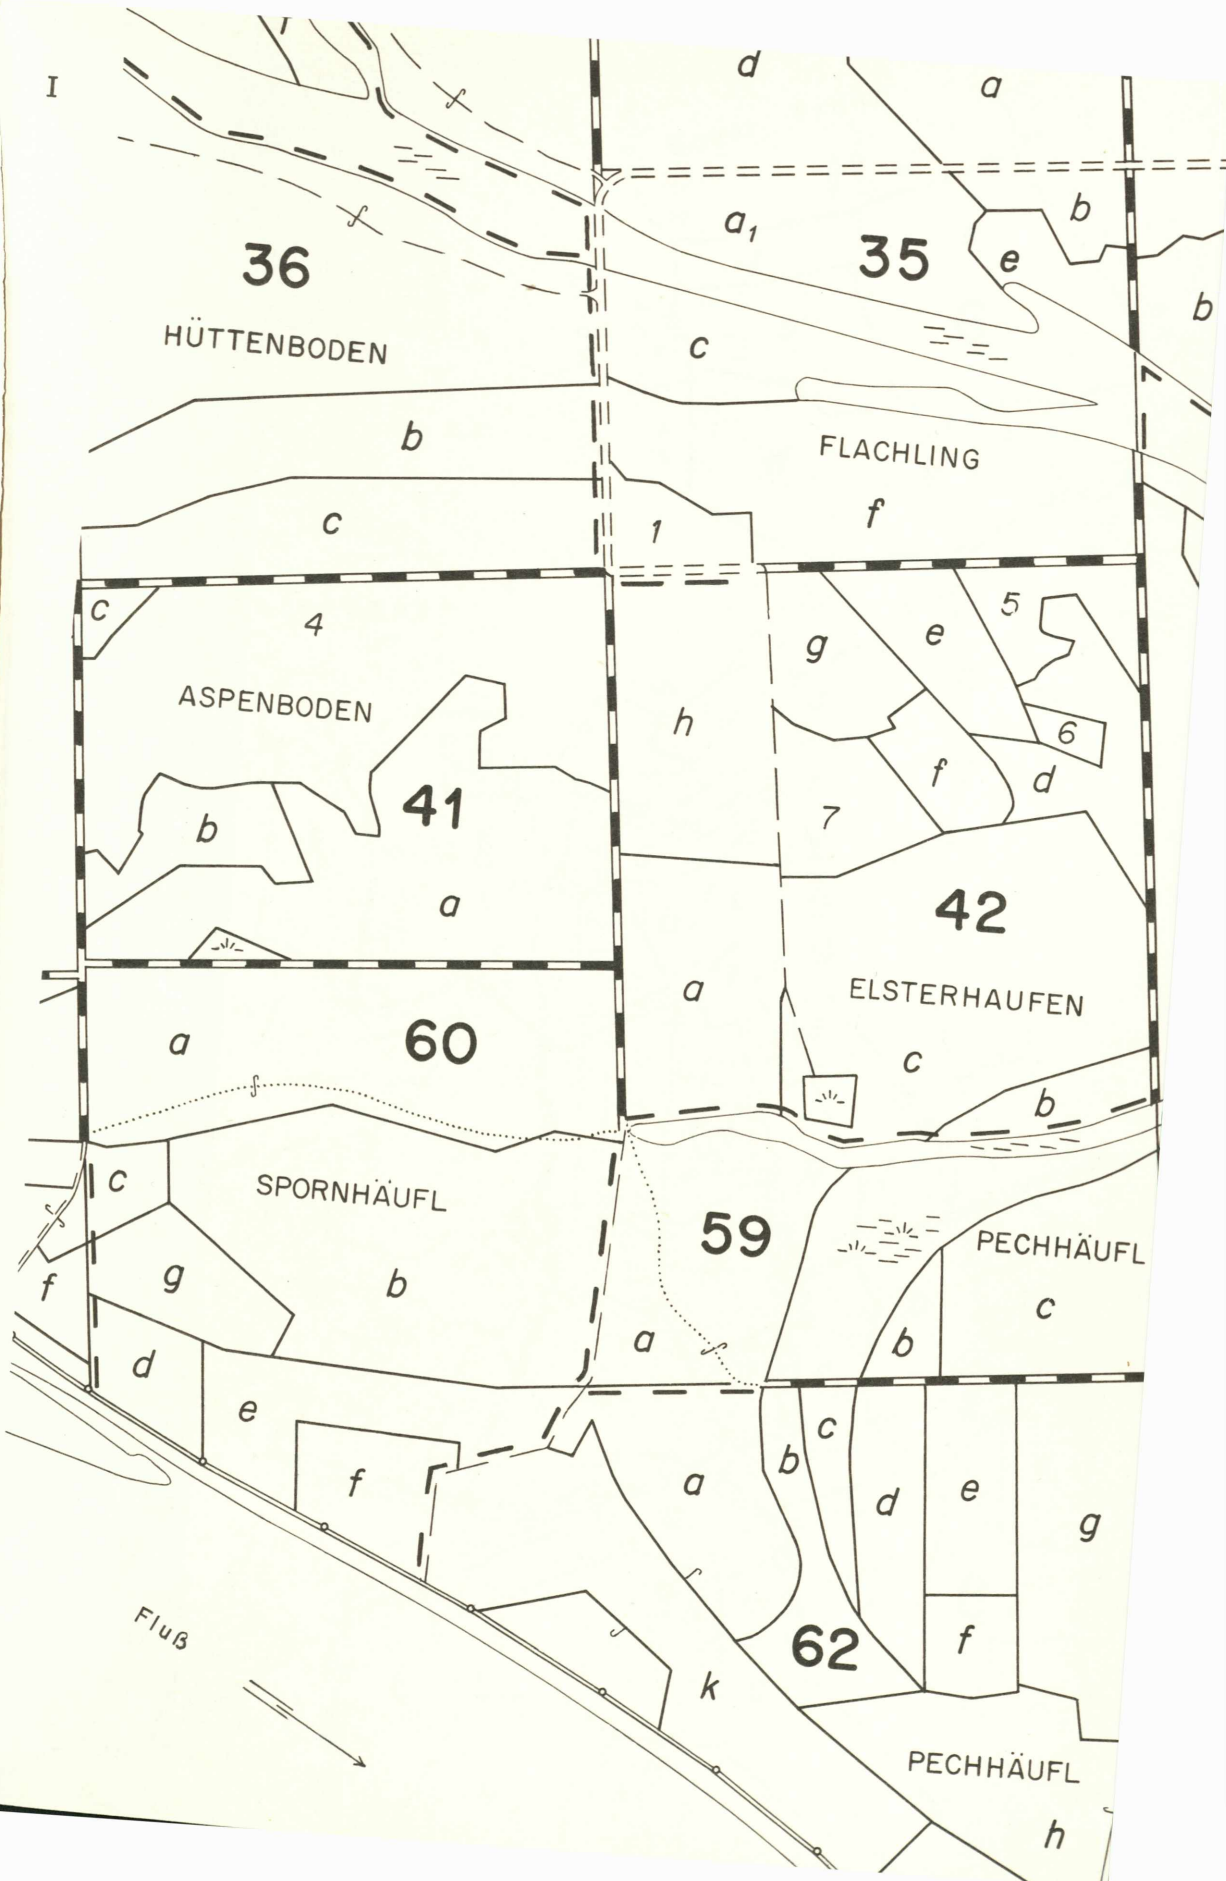 I
d
a
a₁
35
b
e
b
36
HÜTTENBODEN
c
b
FLACHLING
f
c
1
c
4
5
g
e
ASPENBODEN
h
6
f
d
41
b
7
a
42
a
ELSTERHAUFEN
a
60
c
b
c
SPORNHÄUFL
59
PECHHÄUFL
f
g
b
a
b
c
d
e
c
b
f
a
d
e
g
Fluß
62
f
k
PECHHÄUFL
h